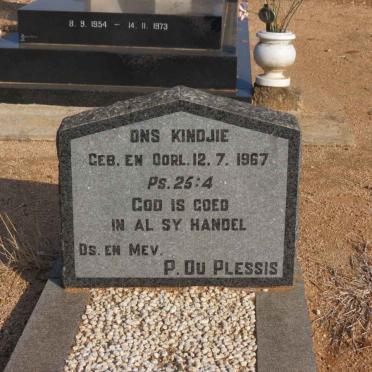 8.9.1954 – 14.11.1973
ONS KINDJIE
GEB. EN OORL. 12.7.1967
PS. 25:4
GOD IS GOED
IN AL SY HANDEL
DS. EN MEV.
P. DU PLESSIS